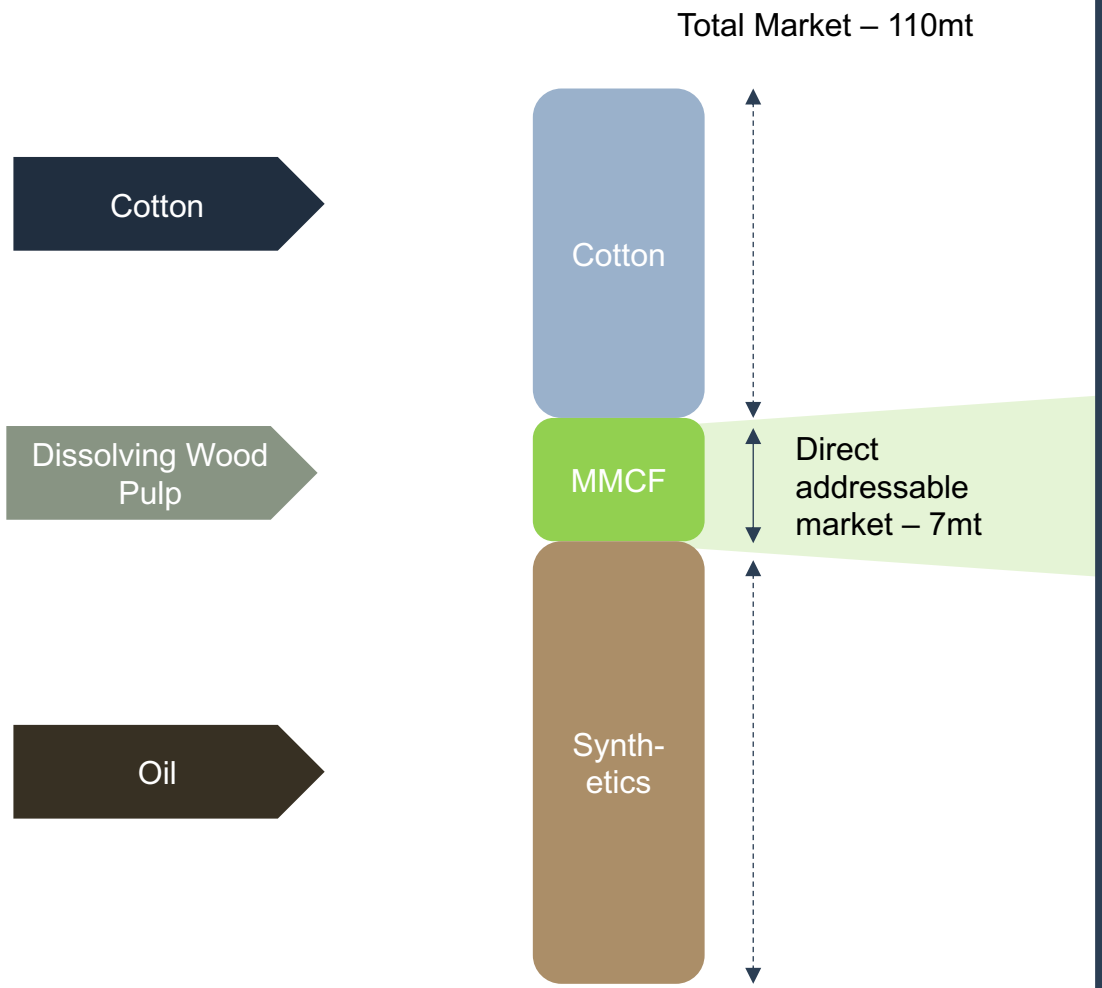 Total Market – 110mt
Cotton
Cotton
Dissolving Wood
Pulp
MMCF
Direct
addressable
market – 7mt
Oil
Synth-
etics